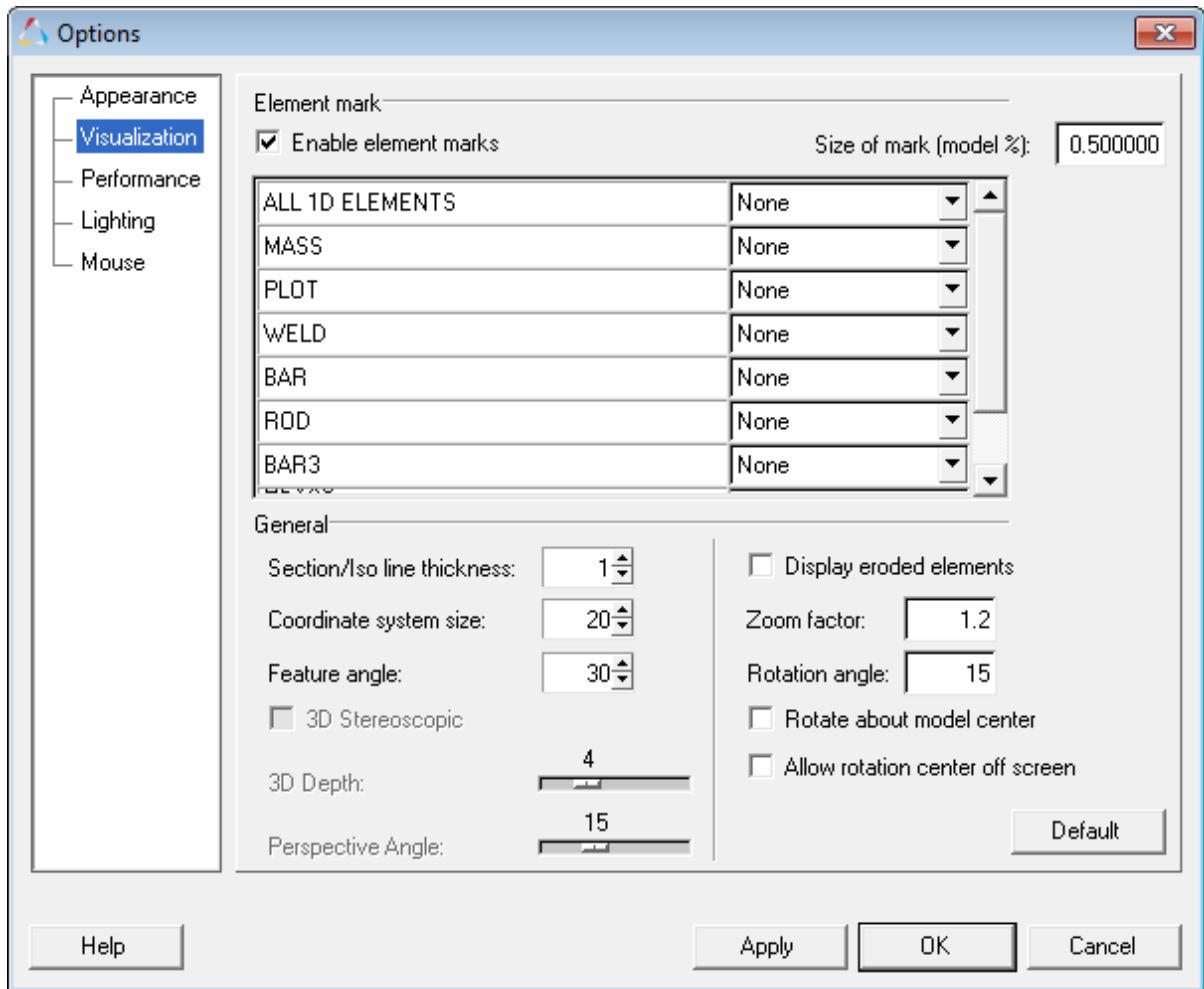 Options
Appearance
Visualization
Performance
Lighting
Mouse
Element mark
Enable element marks Size of mark (model %): 0.500000
ALL 1D ELEMENTS None
MASS None
PLOT None
WELD None
BAR None
ROD None
BAR3 None
General
Section/Iso line thickness: 1
Coordinate system size: 20
Feature angle: 30
3D Stereoscopic
3D Depth: 4
Perspective Angle: 15
Display eroded elements
Zoom factor: 1.2
Rotation angle: 15
Rotate about model center
Allow rotation center off screen
Default
Help Apply OK Cancel